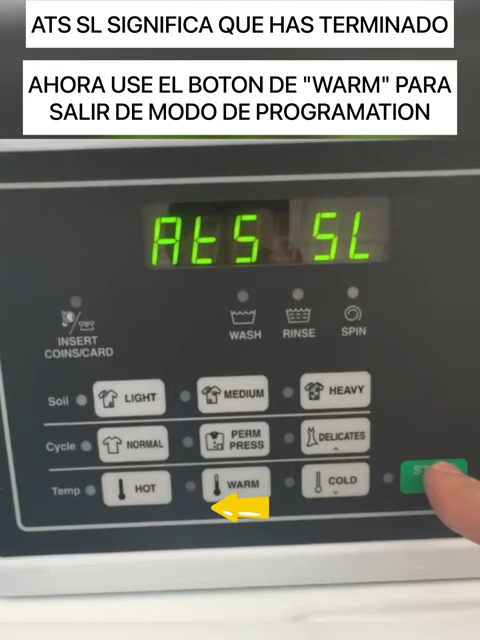 ATS SL SIGNIFICA QUE HAS TERMINADO
AHORA USE EL BOTON DE "WARM" PARA
SALIR DE MODO DE PROGRAMATION
AtS SL
INSERT
COINS/CARD
WASH
RINSE
SPIN
Soil
LIGHT
MEDIUM
HEAVY
Cycle
NORMAL
PERM
PRESS
DELICATES
Temp
HOT
WARM
COLD